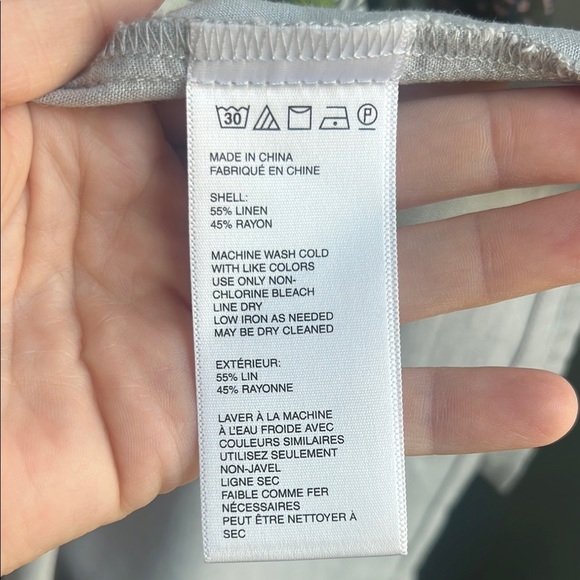 30
P
MADE IN CHINA
FABRIQUÉ EN CHINE
SHELL:
55% LINEN
45% RAYON
MACHINE WASH COLD
WITH LIKE COLORS
USE ONLY NON-
CHLORINE BLEACH
LINE DRY
LOW IRON AS NEEDED
MAY BE DRY CLEANED
EXTÉRIEUR:
55% LIN
45% RAYONNE
LAVER À LA MACHINE
À L'EAU FROIDE AVEC
COULEURS SIMILAIRES
UTILISEZ SEULEMENT
NON-JAVEL
LIGNE SEC
FAIBLE COMME FER
NÉCESSAIRES
PEUT ÊTRE NETTOYER À
SEC